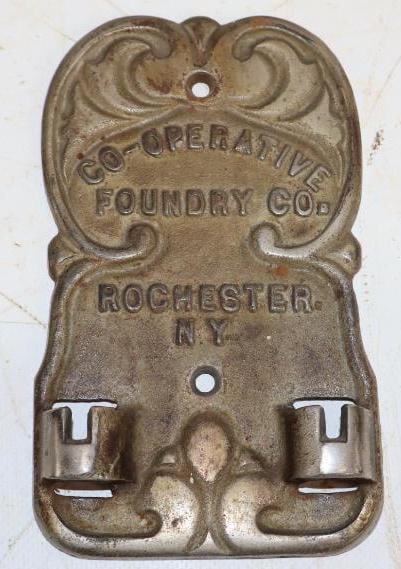 CO-OPERATIVE
FOUNDRY CO.
ROCHESTER.
N.Y.